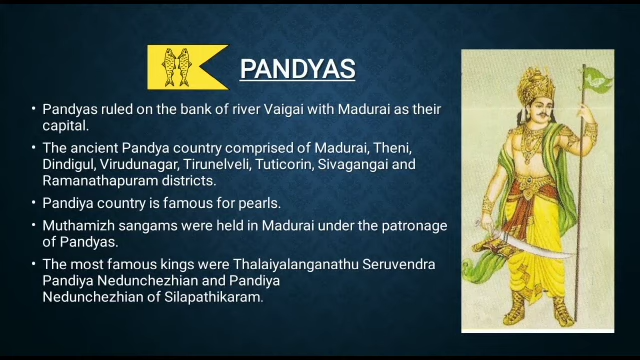 PANDYAS
• Pandyas ruled on the bank of river Vaigai with Madurai as their
capital.
• The ancient Pandya country comprised of Madurai, Theni,
Dindigul, Virudunagar, Tirunelveli, Tuticorin, Sivagangai and
Ramanathapuram districts.
• Pandiya country is famous for pearls.
• Muthamizh sangams were held in Madurai under the patronage
of Pandyas.
• The most famous kings were Thalaiyalanganathu Seruvendra
Pandiya Nedunchezhian and Pandiya
Nedunchezhian of Silapathikaram.